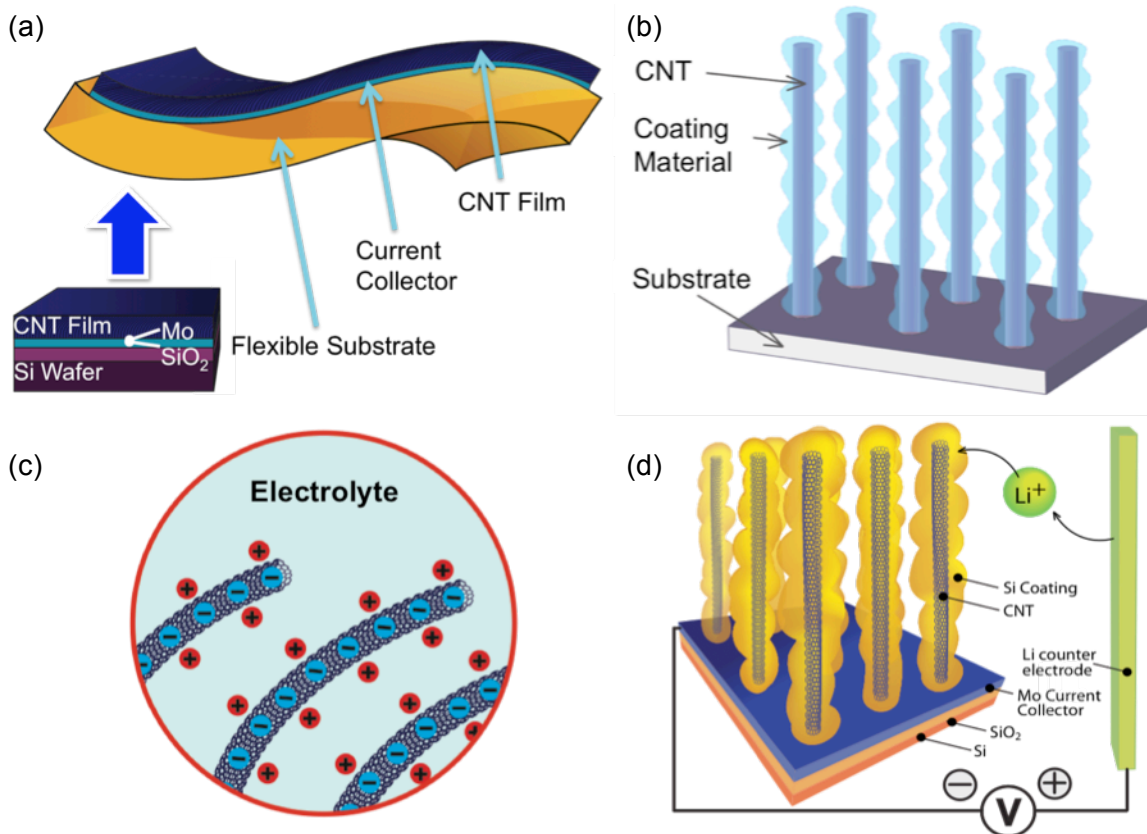 (a)
CNT Film
Current
Collector
Flexible Substrate
CNT Film
Mo
SiO₂
Si Wafer
(b)
CNT
Coating
Material
Substrate
(c)
Electrolyte
(d)
Li⁺
Si Coating
CNT
Li counter
electrode
Mo Current
Collector
SiO₂
Si
− +
V